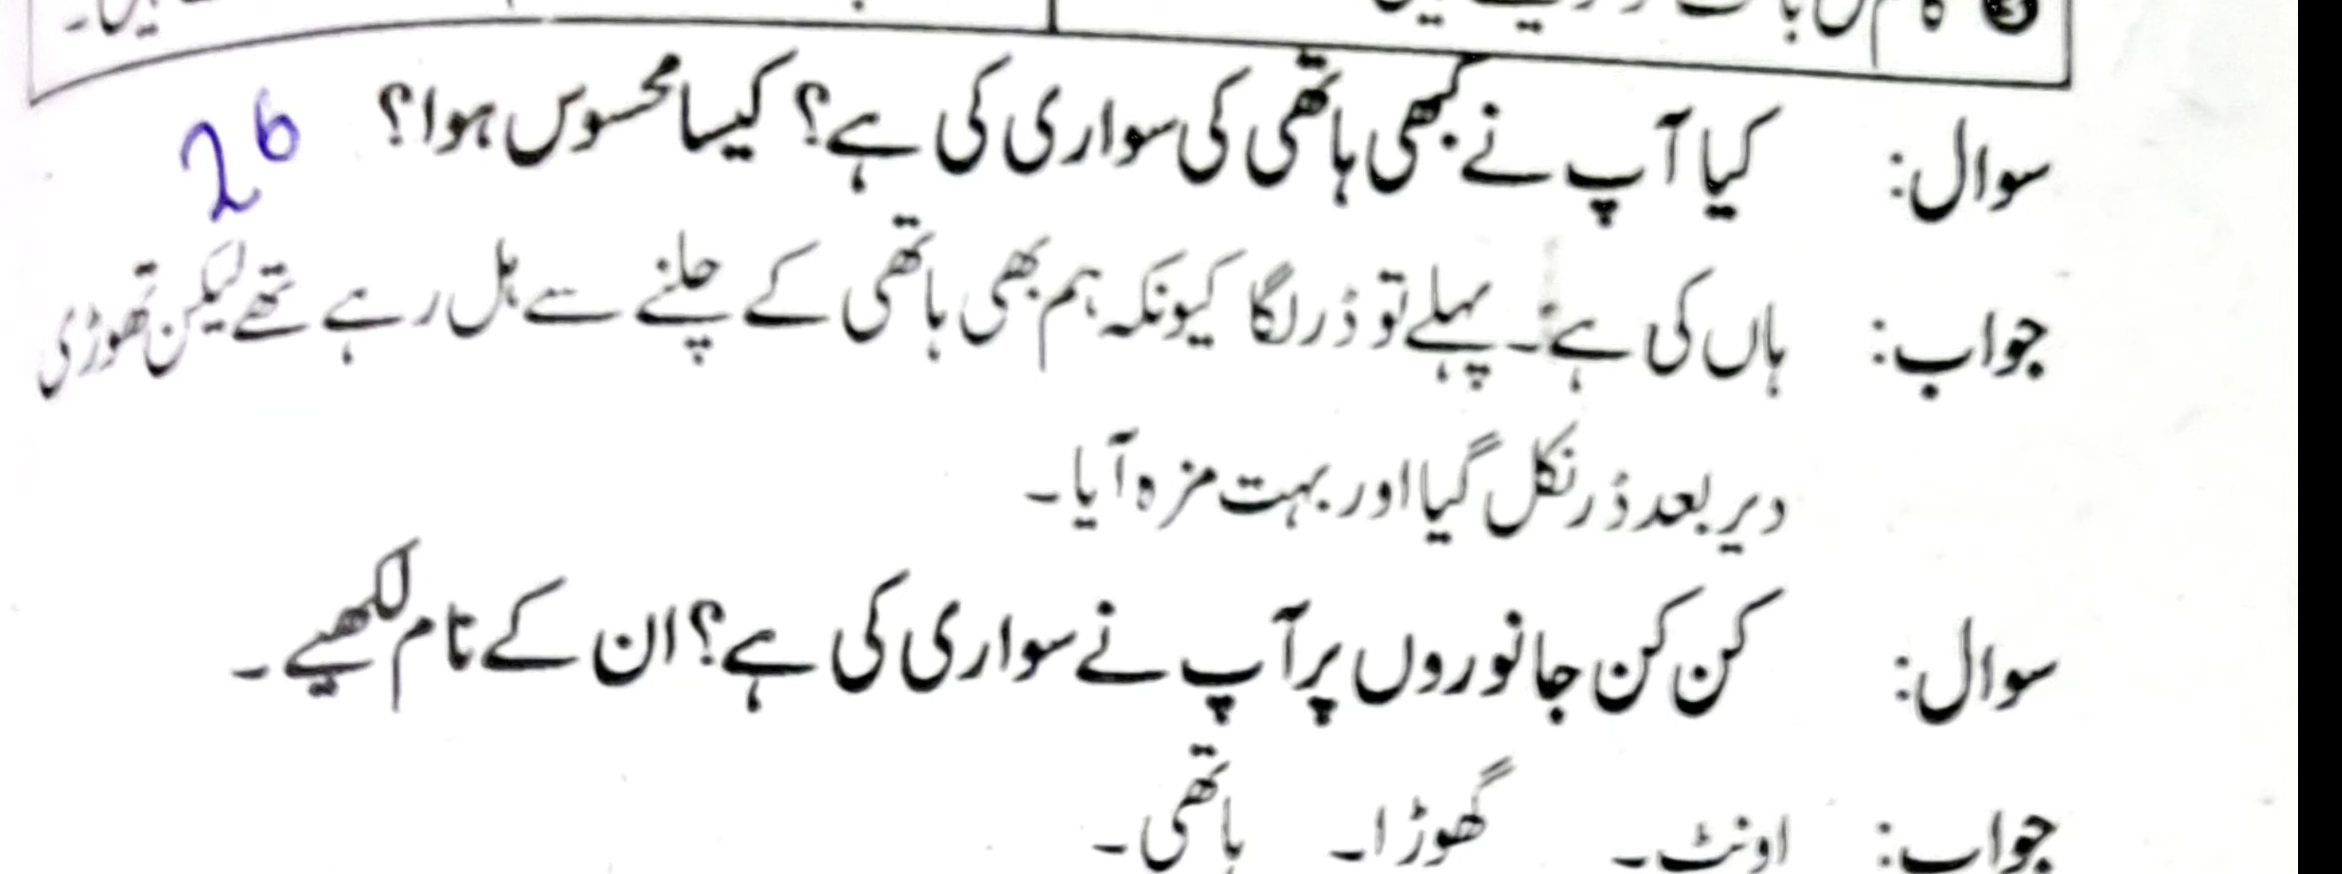 سوال: کیا آپ نے کبھی ہاتھی کی سواری کی ہے؟ کیسا محسوس ہوا؟ 26
جواب: ہاں کی ہے۔ پہلے تو ڈر لگا کیونکہ ہم بھی ہاتھی کے چلنے سے ہل رہے تھے لیکن تھوڑی
دیر بعد ڈر نکل گیا اور بہت مزہ آیا۔
سوال: کن کن جانوروں پر آپ نے سواری کی ہے؟ ان کے نام لکھیے۔
جواب: اونٹ۔ گھوڑا۔ ہاتھی۔